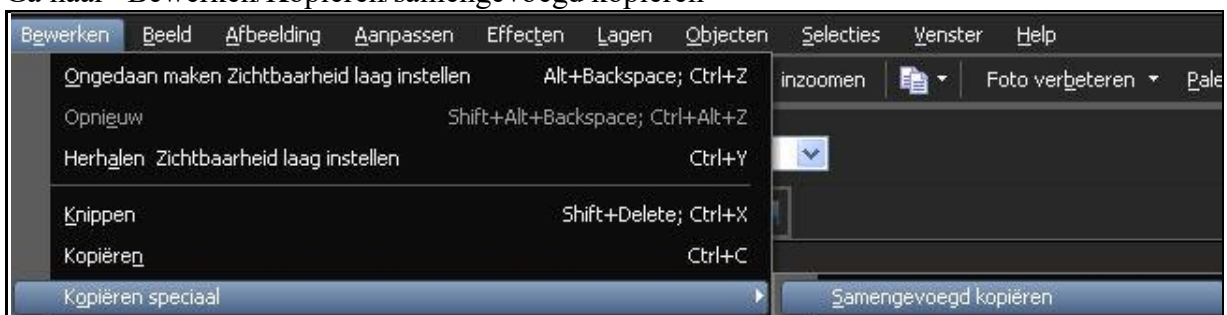 Ga naar Bewerken/Kopiëren/samengevoegd kopiëren
Bewerken Beeld Afbeelding Aanpassen Effecten Lagen Objecten Selecties Venster Help
Ongedaan maken Zichtbaarheid laag instellen Alt+Backspace; Ctrl+Z inzoomen Foto verbeteren
Opnieuw Shift+Alt+Backspace; Ctrl+Alt+Z
Herhalen Zichtbaarheid laag instellen Ctrl+Y
Knippen Shift+Delete; Ctrl+X
Kopiëren Ctrl+C
Kopiëren speciaal Samengevoegd kopiëren